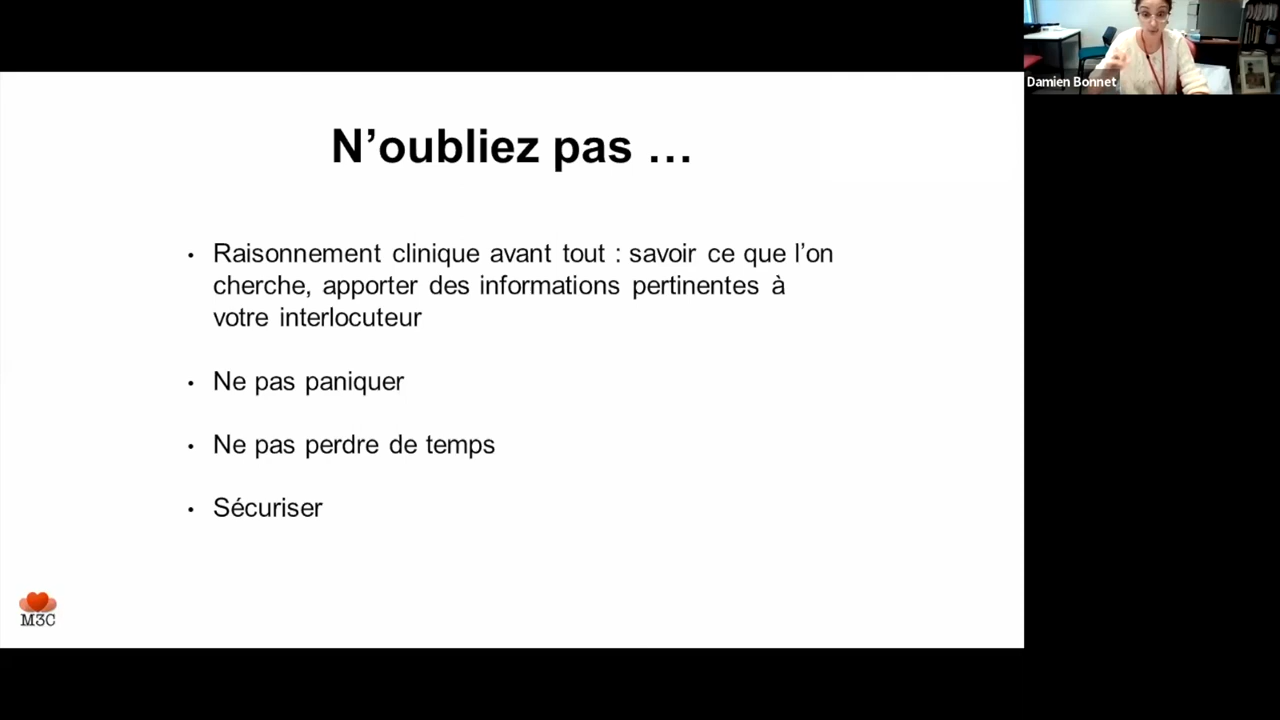 Damien Bonnet
N’oubliez pas …
• Raisonnement clinique avant tout : savoir ce que l’on
cherche, apporter des informations pertinentes à
votre interlocuteur
• Ne pas paniquer
• Ne pas perdre de temps
• Sécuriser
M3C